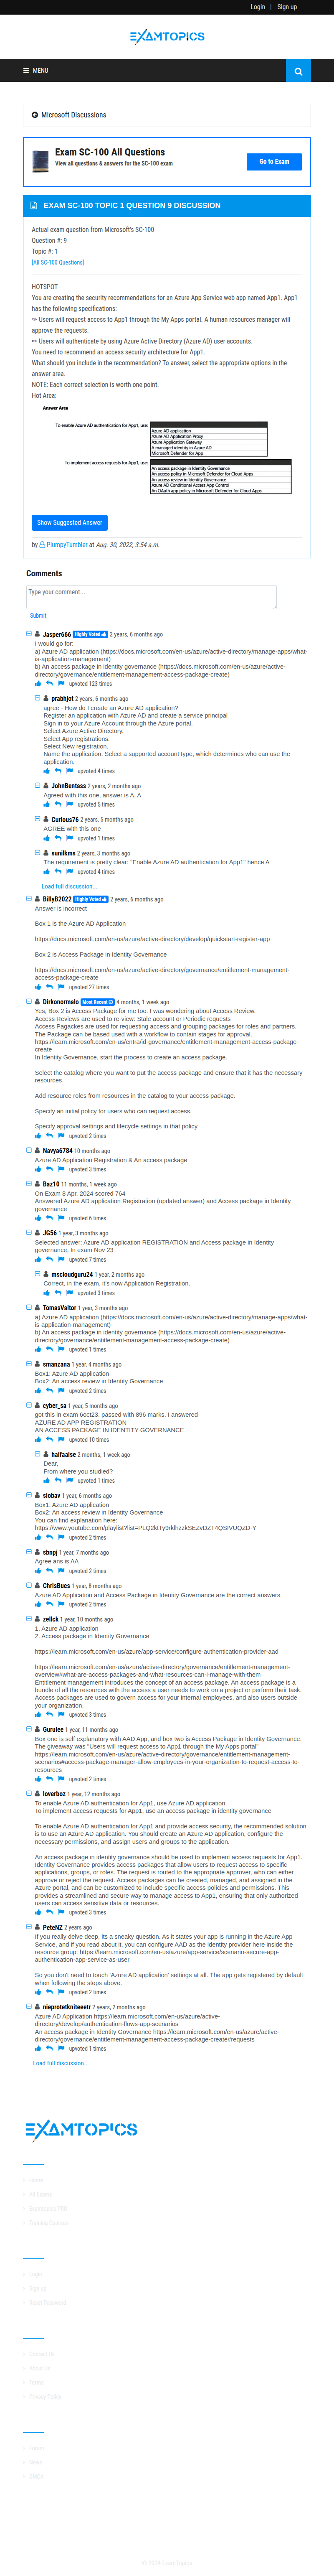 Login | Sign up
EXAMTOPICS
MENU
Microsoft Discussions
Exam SC-100 All Questions
View all questions & answers for the SC-100 exam
Go to Exam
EXAM SC-100 TOPIC 1 QUESTION 9 DISCUSSION
Actual exam question from Microsoft's SC-100
Question #: 9
Topic #: 1
[All SC-100 Questions]
HOTSPOT -
You are creating the security recommendations for an Azure App Service web app named App1. App1
has the following specifications:
✑ Users will request access to App1 through the My Apps portal. A human resources manager will
approve the requests.
✑ Users will authenticate by using Azure Active Directory (Azure AD) user accounts.
You need to recommend an access security architecture for App1.
What should you include in the recommendation? To answer, select the appropriate options in the
answer area.
NOTE: Each correct selection is worth one point.
Hot Area:
Answer Area
To enable Azure AD authentication for App1, use:
Azure AD application
Azure AD Application Proxy
Azure Application Gateway
A managed identity in Azure AD
Microsoft Defender for App
To implement access requests for App1, use:
An access package in Identity Governance
An access policy in Microsoft Defender for Cloud Apps
An access review in Identity Governance
Azure AD Conditional Access App Control
An OAuth app policy in Microsoft Defender for Cloud Apps
Show Suggested Answer
by PlumpyTumbler at Aug. 30, 2022, 3:54 a.m.
Comments
Type your comment...
Submit
Jasper666 Highly Voted 2 years, 6 months ago
I would go for:
a) Azure AD Application (https://docs.microsoft.com/en-us/azure/active-directory/manage-apps/what-
is-application-management)
b) An access package in identity governance (https://docs.microsoft.com/en-us/azure/active-
directory/governance/entitlement-management-access-package-create)
upvoted 123 times
prabhjot 2 years, 6 months ago
agree - How do I create an Azure AD application?
Register an application with Azure AD and create a service principal
Sign in to your Azure Account through the Azure portal.
Select Azure Active Directory.
Select App registrations.
Select New registration.
Name the application. Select a supported account type, which determines who can use the
application.
upvoted 4 times
JohnBentass 2 years, 2 months ago
Agreed with this one, answer is A, A
upvoted 5 times
Curious76 2 years, 5 months ago
AGREE with this one
upvoted 1 times
sunilkms 2 years, 3 months ago
The requirement is pretty clear: "Enable Azure AD authentication for App1" hence A
upvoted 4 times
Load full discussion...
BillyB2022 Highly Voted 2 years, 6 months ago
Answer is incorrect
Box 1 is the Azure AD Application
https://docs.microsoft.com/en-us/azure/active-directory/develop/quickstart-register-app
Box 2 is Access Package in Identity Governance
https://docs.microsoft.com/en-us/azure/active-directory/governance/entitlement-management-
access-package-create
upvoted 27 times
Dirkonormalo Most Recent 4 months, 1 week ago
Yes, Box 2 is Access Package for me too. I was wondering about Access Review.
Access Reviews are used to re-view: Stale account or Periodic requests
Access Pagackes are used for requesting access and grouping packages for roles and partners.
The Package can be based used with a workflow to contain stages for approval.
https://learn.microsoft.com/en-us/entra/id-governance/entitlement-management-access-package-
create
In Identity Governance, start the process to create an access package.
Select the catalog where you want to put the access package and ensure that it has the necessary
resources.
Add resource roles from resources in the catalog to your access package.
Specify an initial policy for users who can request access.
Specify approval settings and lifecycle settings in that policy.
upvoted 2 times
Navya6784 10 months ago
Azure AD Application Registration & An access package
upvoted 3 times
Baz10 11 months, 1 week ago
On Exam 8 Apr. 2024 scored 764
Answered Azure AD application Registration (updated answer) and Access package in Identity
governance
upvoted 6 times
JG56 1 year, 3 months ago
Selected answer: Azure AD application REGISTRATION and Access package in Identity
governance, In exam Nov 23
upvoted 7 times
mscloudguru24 1 year, 2 months ago
Correct, in the exam, it's now Application Registration.
upvoted 3 times
TomasValtor 1 year, 3 months ago
a) Azure AD Application (https://docs.microsoft.com/en-us/azure/active-directory/manage-apps/what-
is-application-management)
b) An access package in identity governance (https://docs.microsoft.com/en-us/azure/active-
directory/governance/entitlement-management-access-package-create)
upvoted 1 times
smanzana 1 year, 4 months ago
Box1: Azure AD application
Box2: An access review in Identity Governance
upvoted 2 times
cyber_sa 1 year, 5 months ago
got this in exam 6oct23. passed with 896 marks. I answered
AZURE AD APP REGISTRATION
AN ACCESS PACKAGE IN IDENTITY GOVERNANCE
upvoted 10 times
haifaalse 2 months, 1 week ago
Dear,
From where you studied?
upvoted 1 times
slobav 1 year, 6 months ago
Box1: Azure AD application
Box2: An access review in Identity Governance
You can find explanation here:
https://www.youtube.com/playlist?list=PLQ2ktTy9rklhzzkSEZvDZT4QSIVUQZD-Y
upvoted 2 times
sbnpj 1 year, 7 months ago
Agree ans is AA
upvoted 2 times
ChrisBues 1 year, 8 months ago
Azure AD Application and Access Package in Identity Governance are the correct answers.
upvoted 2 times
zellck 1 year, 10 months ago
1. Azure AD application
2. Access package in Identity Governance
https://learn.microsoft.com/en-us/azure/app-service/configure-authentication-provider-aad
https://learn.microsoft.com/en-us/azure/active-directory/governance/entitlement-management-
overview#what-are-access-packages-and-what-resources-can-i-manage-with-them
Entitlement management introduces the concept of an access package. An access package is a
bundle of all the resources with the access a user needs to work on a project or perform their task.
Access packages are used to govern access for your internal employees, and also users outside
your organization.
upvoted 3 times
Gurulee 1 year, 11 months ago
Box one is self explanatory with AAD App, and box two is Access Package in Identity Governance.
The giveaway was "Users will request access to App1 through the My Apps portal"
https://learn.microsoft.com/en-us/azure/active-directory/governance/entitlement-management-
scenarios#access-package-manager-allow-employees-in-your-organization-to-request-access-to-
resources
upvoted 2 times
loverboz 1 year, 12 months ago
To enable Azure AD authentication for App1, use Azure AD Application
To implement access requests for App1, use an access package in identity governance
To enable Azure AD authentication for App1 and provide access security, the recommended solution
is to use an Azure AD application. You should create an Azure AD application, configure the
necessary permissions, and assign users and groups to the application.
An access package in identity governance should be used to implement access requests for App1.
Identity Governance provides access packages that allow users to request access to specific
applications, groups, or roles. The request is routed to the appropriate manager, who can either
approve or reject the request. Access packages can be created, managed, and assigned in the
Azure portal, and can be customized to include specific access policies and permissions. This
provides a streamlined and secure way to manage access to App1, ensuring that only authorized
users can access sensitive data or resources.
upvoted 3 times
PeteNZ 2 years ago
If you really delve deep, its a sneaky question. As it states your app is running in the Azure App
Service, and if you read about it, you can configure AAD as the identity provider here inside the
resource group: https://learn.microsoft.com/en-us/azure/app-service/scenario-secure-app-
authentication-app-service-as-user
So you don't need to touch 'Azure AD application' settings at all. The app gets registered by default
when following the steps above.
upvoted 2 times
nieprotetkniteeetr 2 years, 2 months ago
Azure AD Application https://learn.microsoft.com/en-us/azure/active-
directory/develop/authentication-flows-app-scenarios
An access package in Identity Governance https://learn.microsoft.com/en-us/azure/active-
directory/governance/entitlement-management-access-package-create#requests
upvoted 1 times
Load full discussion...
EXAMTOPICS
Home
All Exams
Examtopics PRO
Training Courses
Login
Sign up
Reset Password
Contact Us
About Us
Terms
Privacy Policy
Forum
News
DMCA
© 2024 ExamTopics